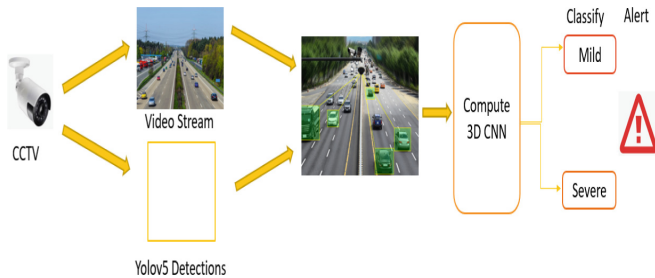 Classify Alert
Mild
Video Stream
Compute
3D CNN
CCTV
Severe
Yolov5 Detections